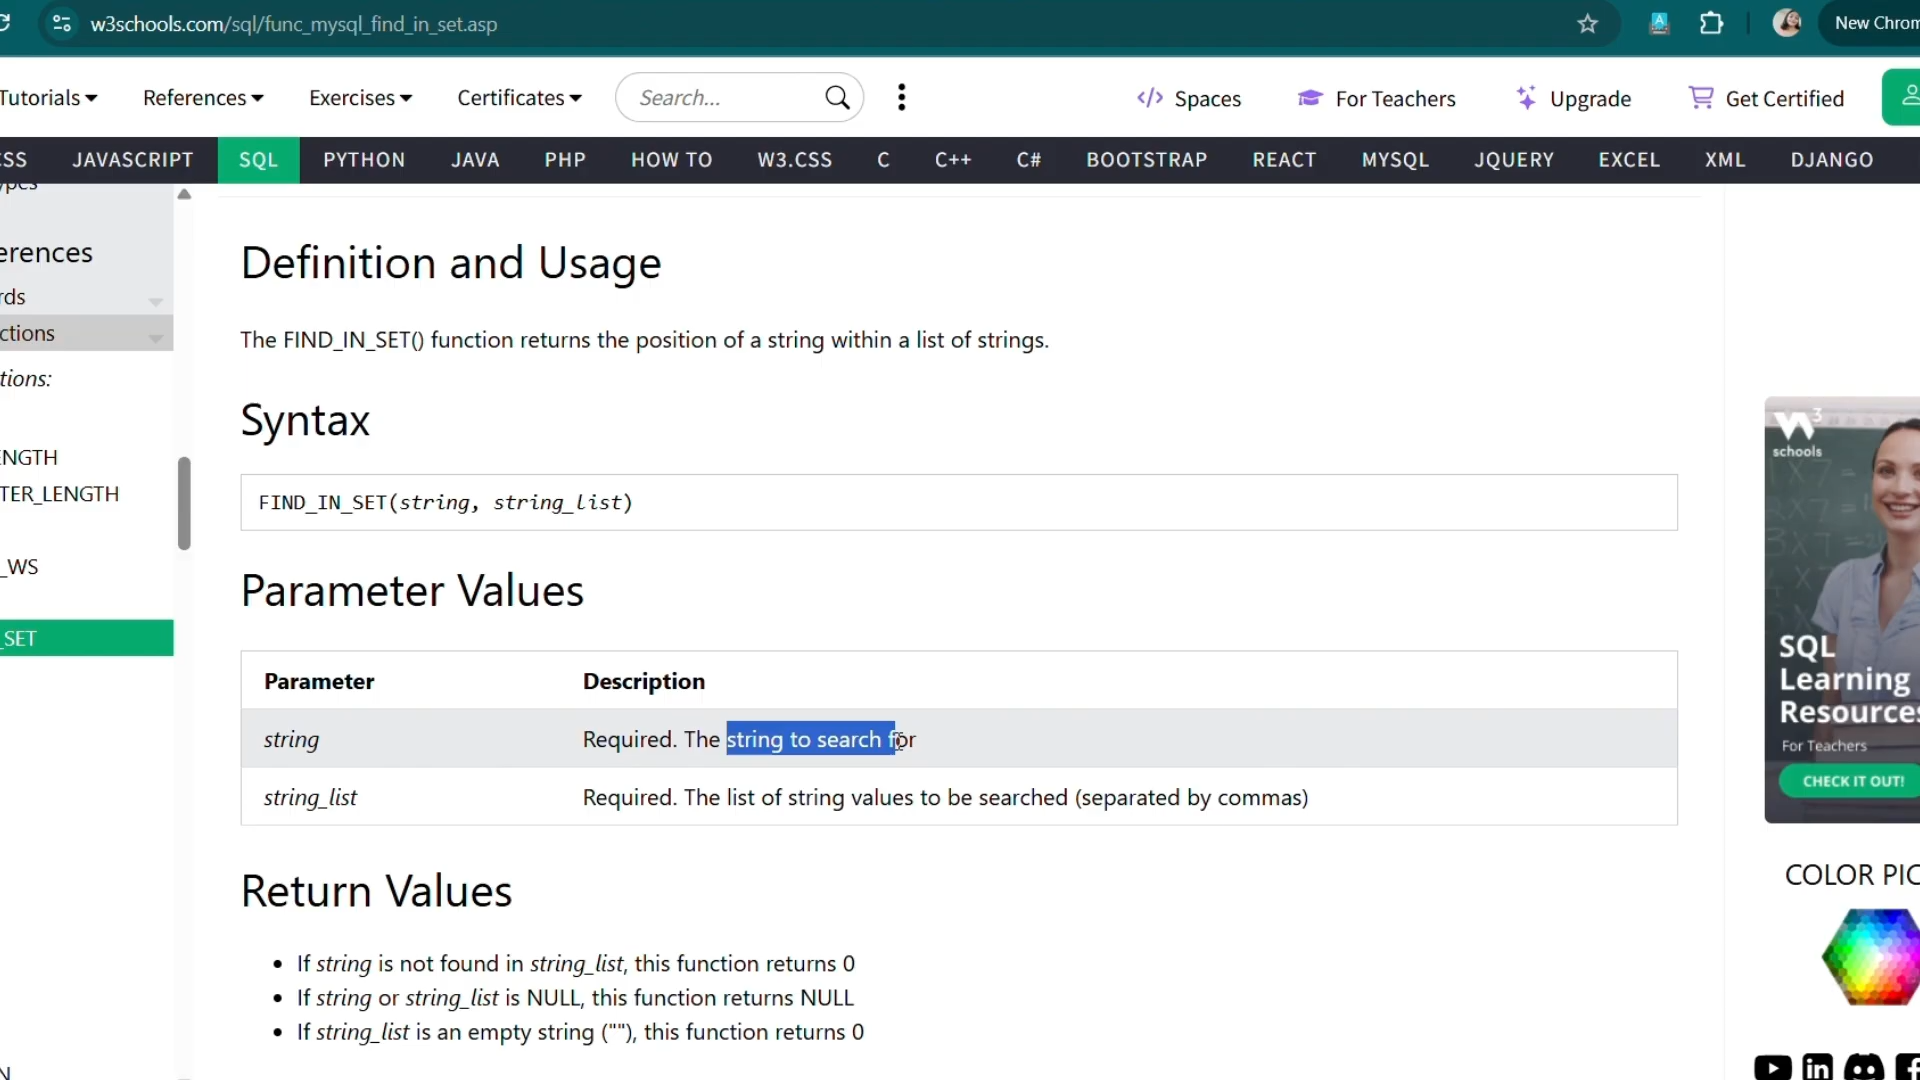 w3schools.com/sql/func_mysql_find_in_set.asp
New Chrom
Tutorials
References
Exercises
Certificates
Search...
Spaces
For Teachers
Upgrade
Get Certified
SS
JAVASCRIPT
SQL
PYTHON
JAVA
PHP
HOW TO
W3.CSS
C
C++
C#
BOOTSTRAP
REACT
MYSQL
JQUERY
EXCEL
XML
DJANGO
ypes
erences
rds
ctions
tions:
ENGTH
TER_LENGTH
_WS
_SET
N
Definition and Usage
The FIND_IN_SET() function returns the position of a string within a list of strings.
Syntax
FIND_IN_SET(string, string_list)
Parameter Values
Parameter Description
string Required. The string to search for
string_list Required. The list of string values to be searched (separated by commas)
Return Values
• If string is not found in string_list, this function returns 0
• If string or string_list is NULL, this function returns NULL
• If string_list is an empty string (""), this function returns 0
W3
schools
SQL
Learning
Resources
For Teachers
CHECK IT OUT!
COLOR PIC